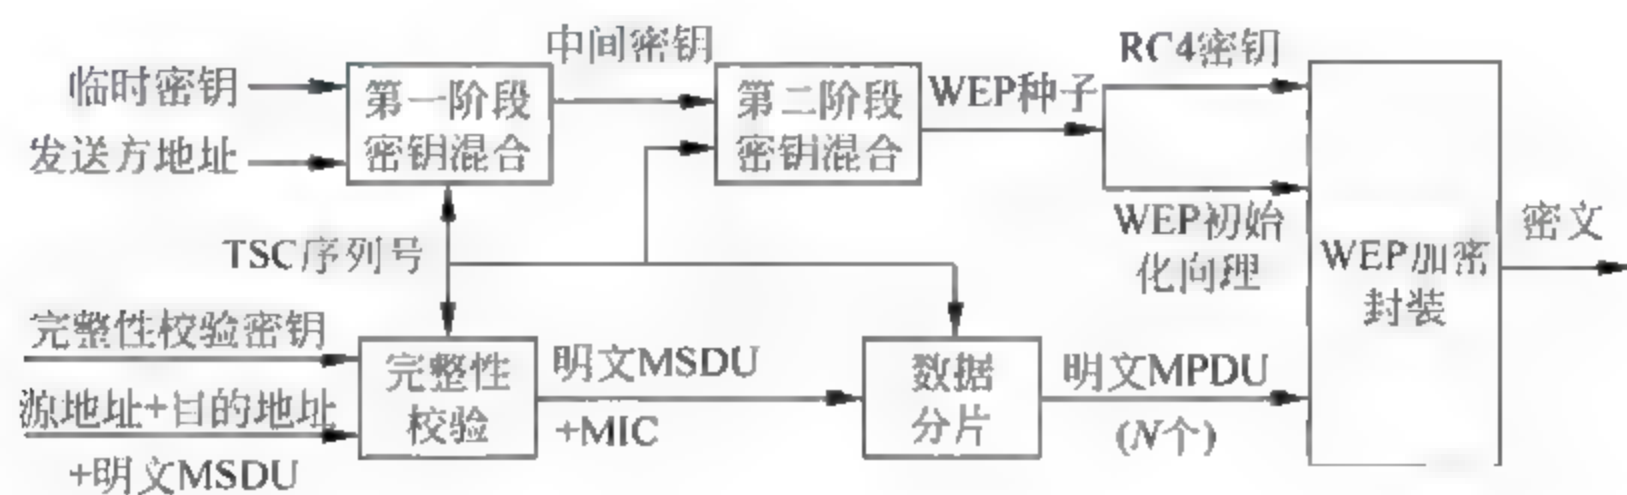 中间密钥
RC4密钥
临时密钥
第一阶段
密钥混合
第二阶段
密钥混合
WEP种子
发送方地址
WEP初始
化向理
密文
TSC序列号
WEP加密
封装
完整性校验密钥
完整性
校验
明文MSDU
+MIC
数据
分片
明文MPDU
(N个)
源地址+目的地址
+明文MSDU